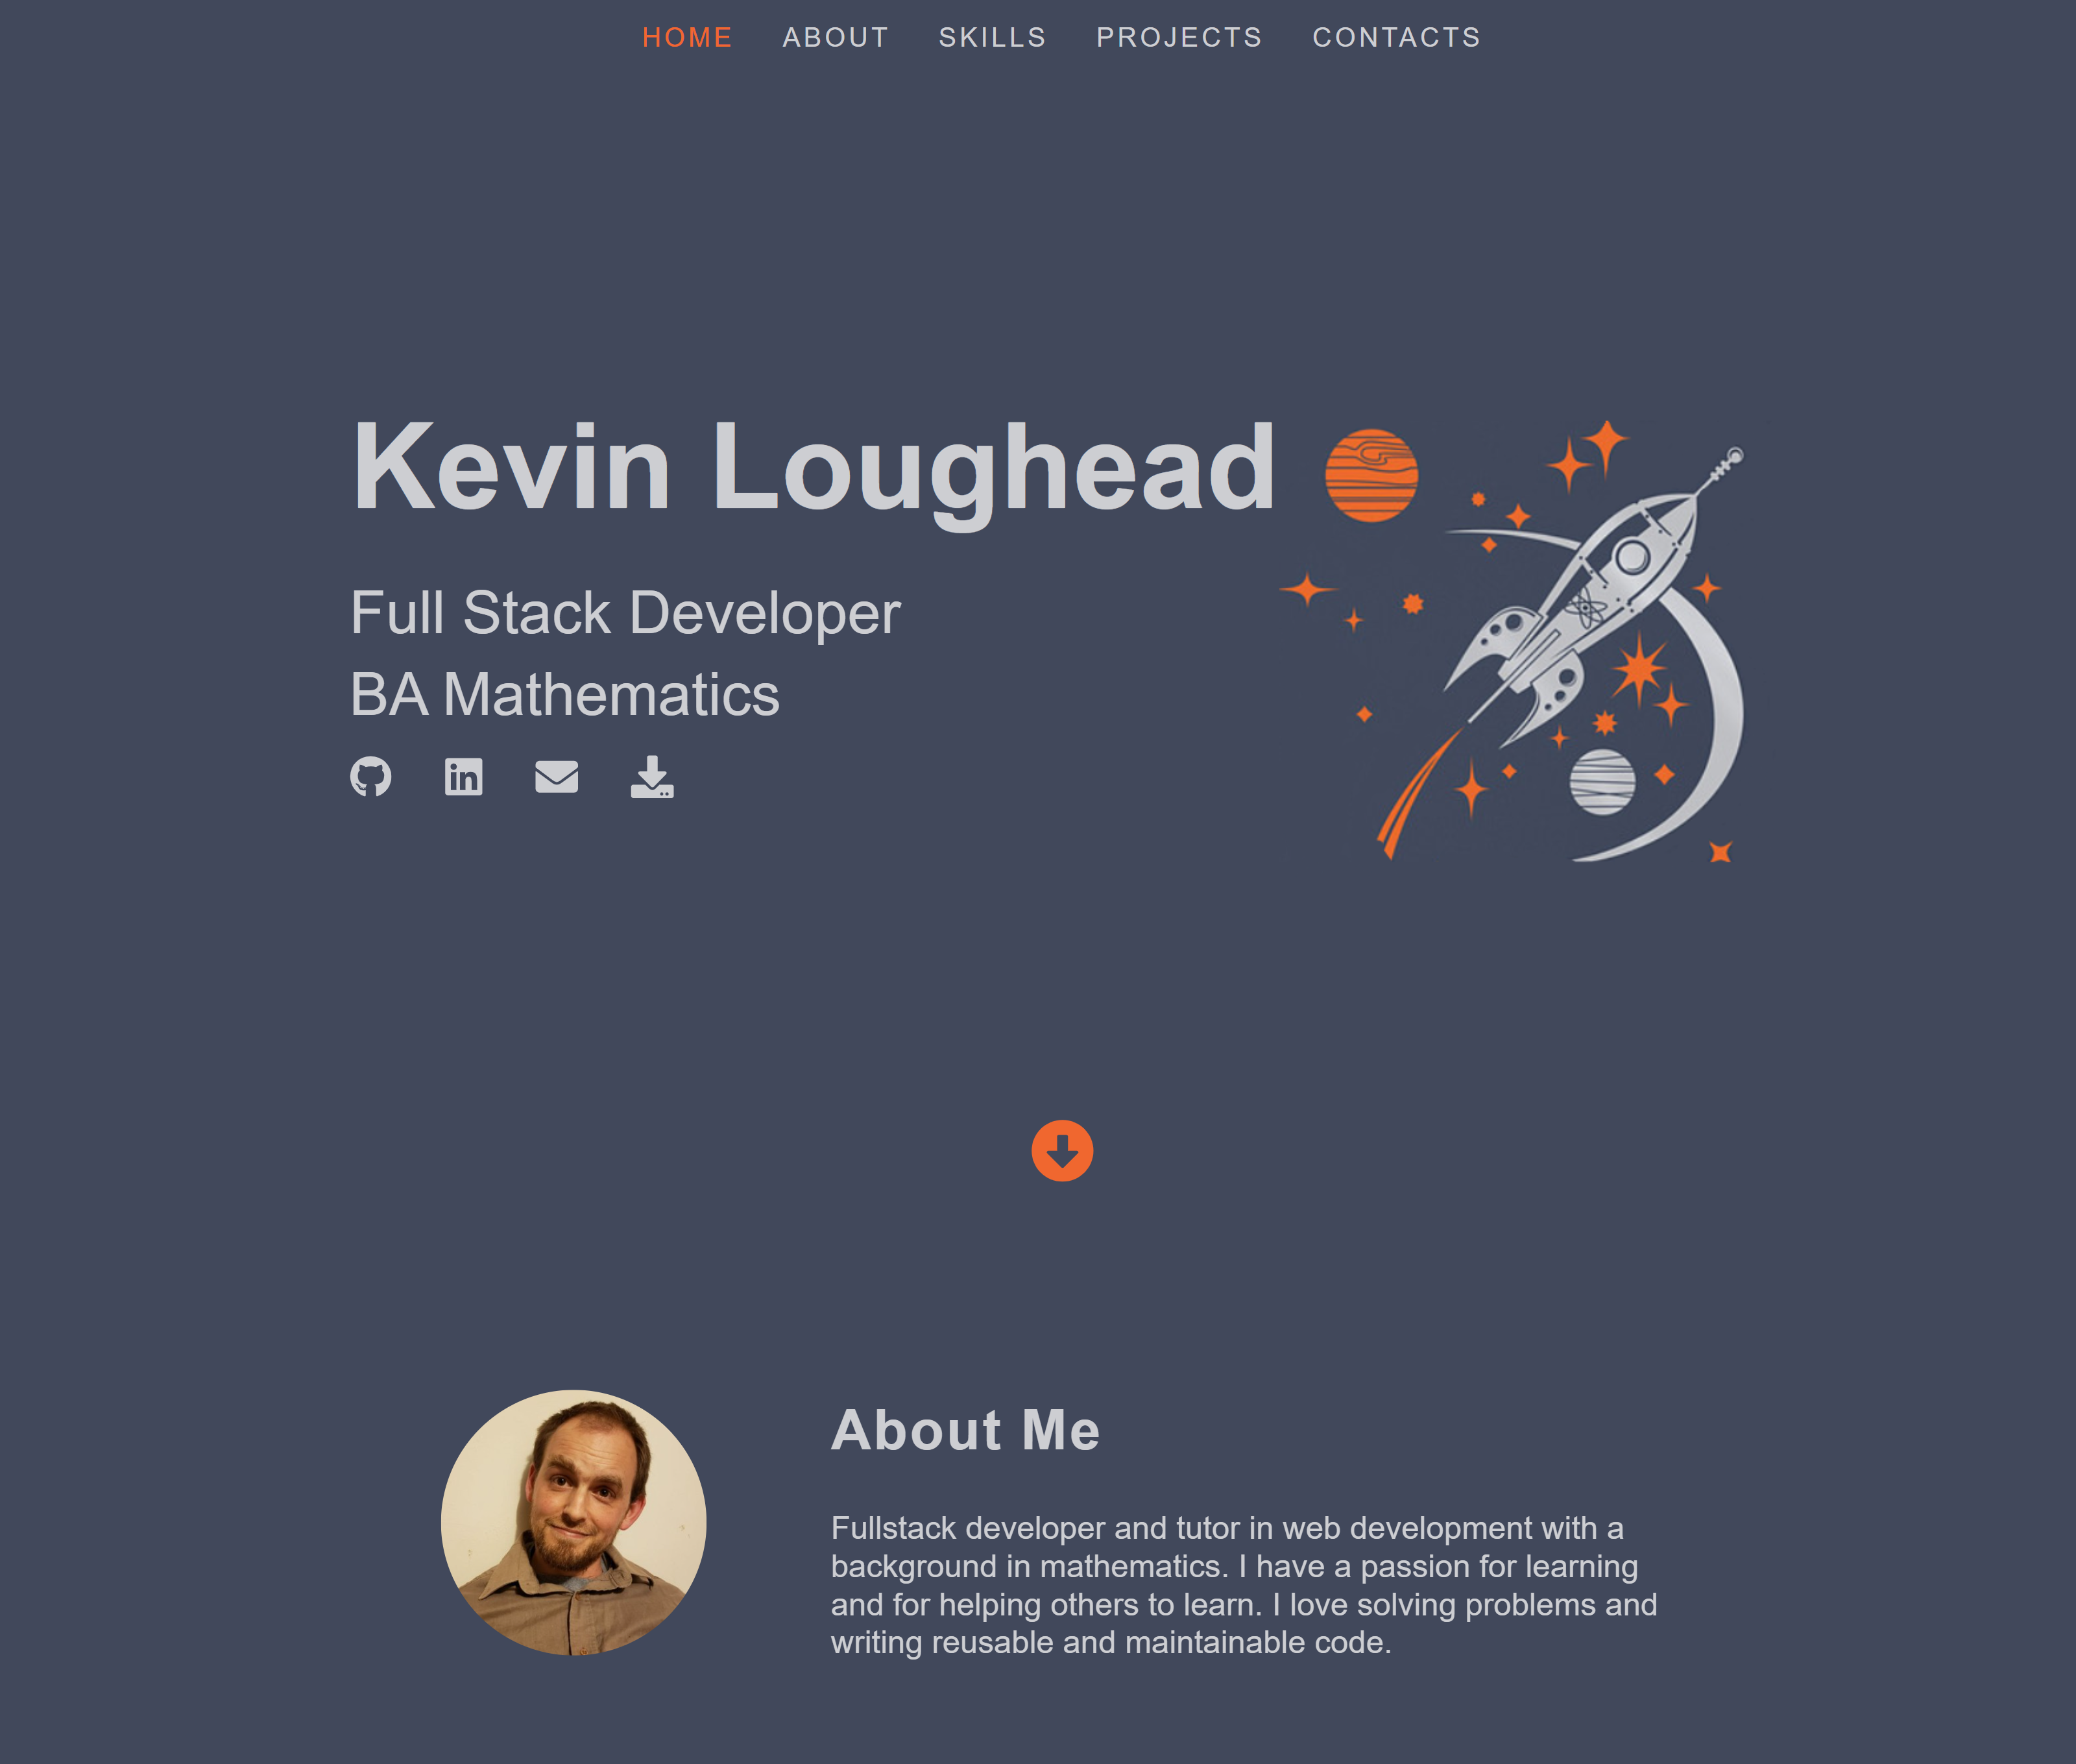 HOME ABOUT SKILLS PROJECTS CONTACTS
Kevin Loughead
Full Stack Developer
BA Mathematics
in
About Me
Fullstack developer and tutor in web development with a
background in mathematics. I have a passion for learning
and for helping others to learn. I love solving problems and
writing reusable and maintainable code.